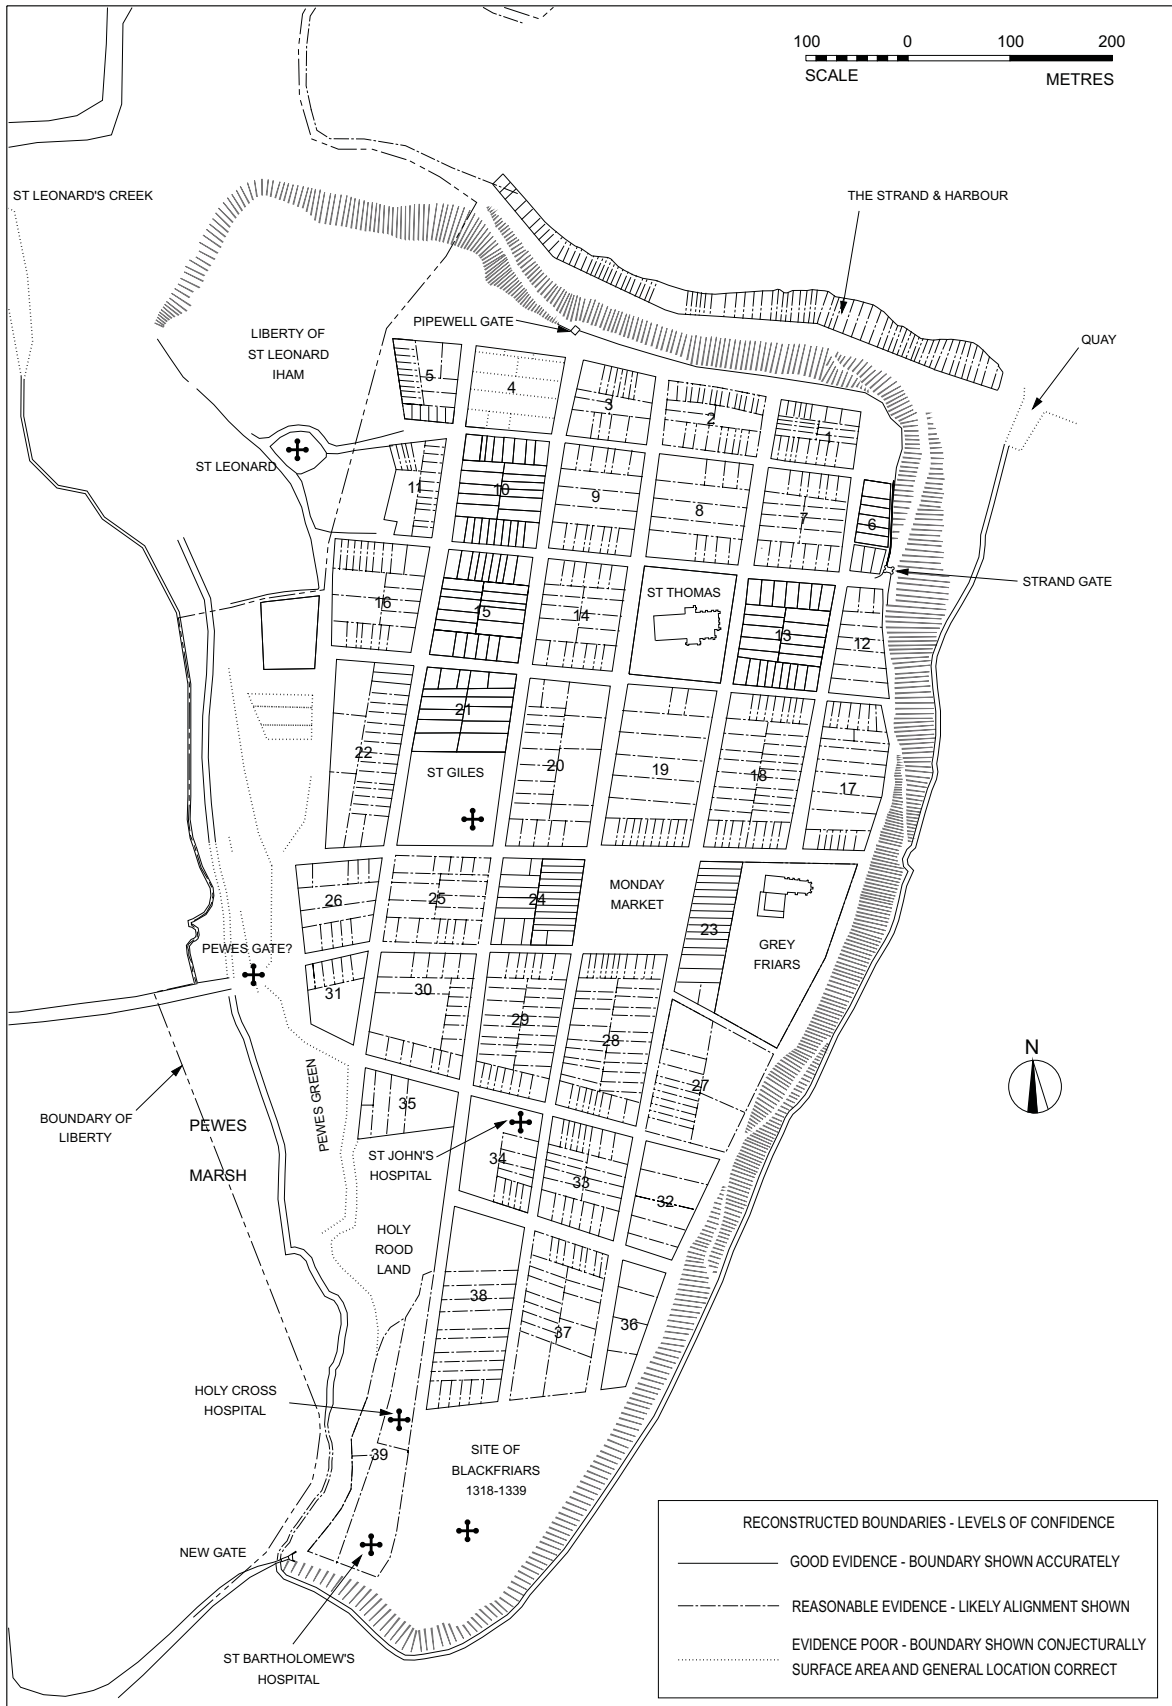 100 0 100 200
SCALE METRES
ST LEONARD'S CREEK
THE STRAND & HARBOUR
PIPEWELL GATE
QUAY
LIBERTY OF
ST LEONARD
IHAM
5
4
3
2
1
ST LEONARD
11
10
9
8
7
6
STRAND GATE
16
15
14
ST THOMAS
13
12
22
21
ST GILES
20
19
18
17
26
25
24
MONDAY
MARKET
23
GREY
FRIARS
PEWES GATE?
31
30
29
28
27
N
BOUNDARY OF
LIBERTY
PEWES
MARSH
PEWES GREEN
35
ST JOHN'S
HOSPITAL
34
33
32
HOLY
ROOD
LAND
38
37
36
HOLY CROSS
HOSPITAL
39
SITE OF
BLACKFRIARS
1318-1339
NEW GATE
ST BARTHOLOMEW'S
HOSPITAL
RECONSTRUCTED BOUNDARIES - LEVELS OF CONFIDENCE
GOOD EVIDENCE - BOUNDARY SHOWN ACCURATELY
REASONABLE EVIDENCE - LIKELY ALIGNMENT SHOWN
EVIDENCE POOR - BOUNDARY SHOWN CONJECTURALLY
SURFACE AREA AND GENERAL LOCATION CORRECT